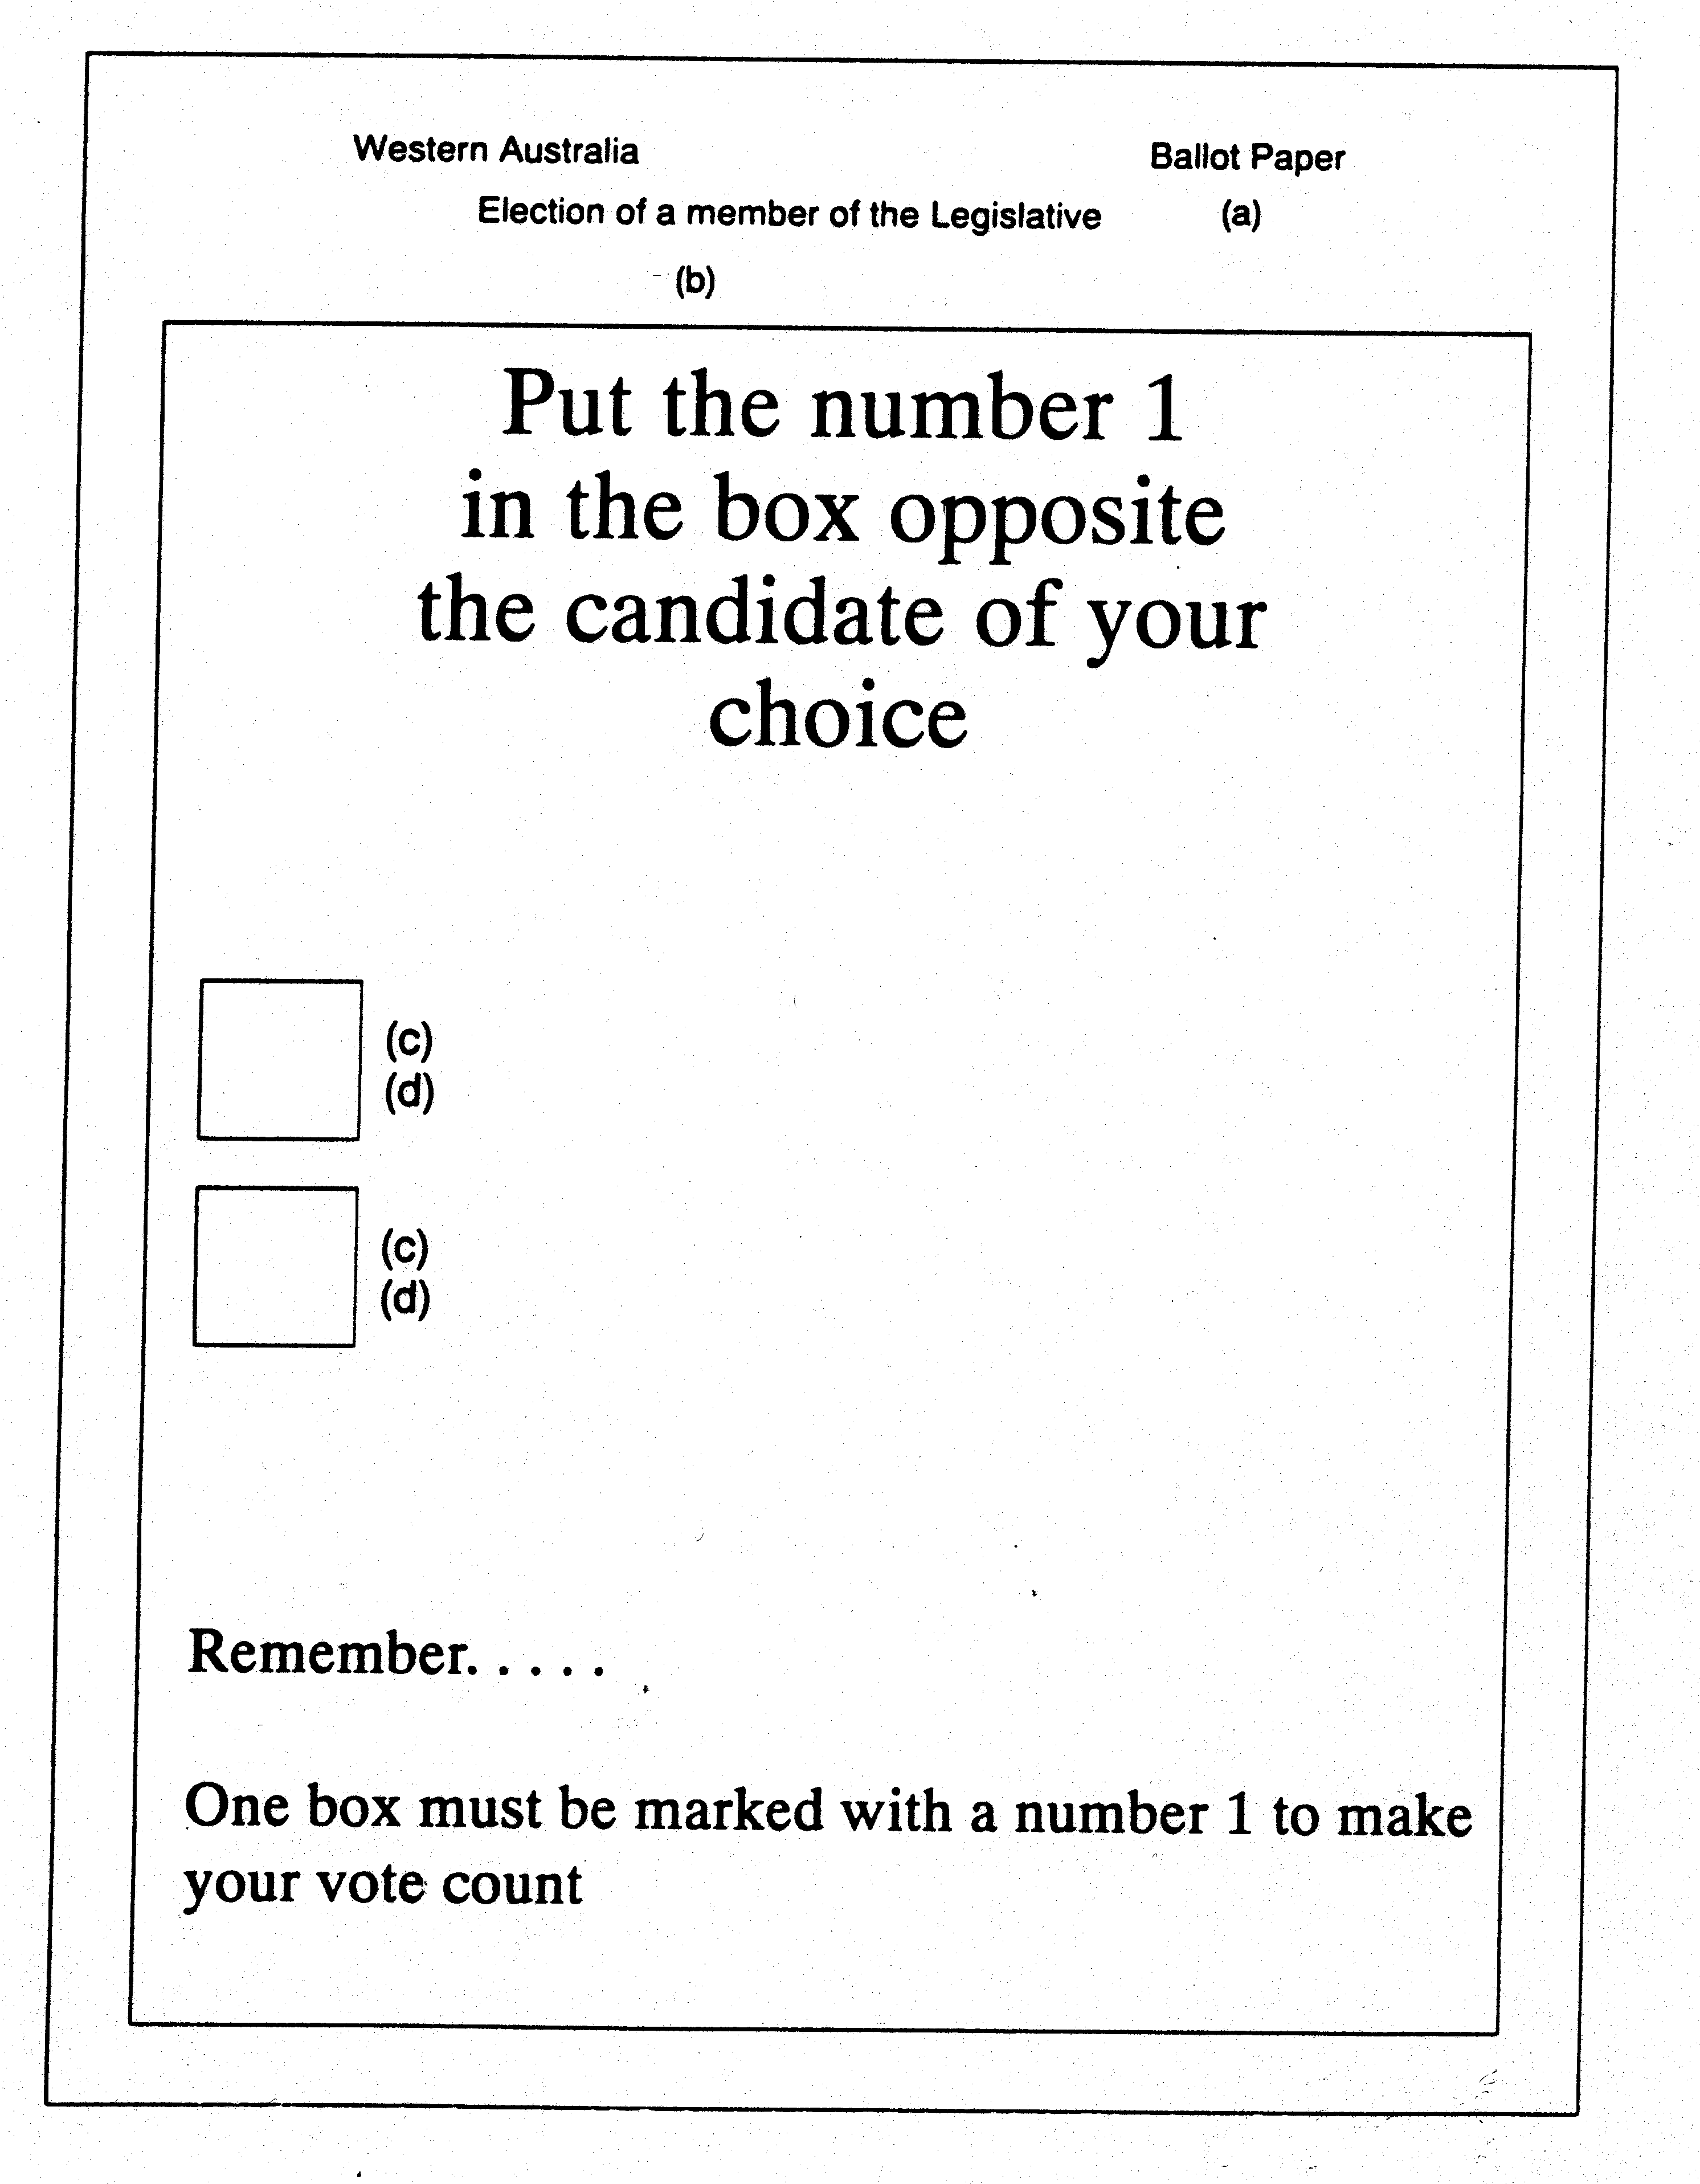 Western Australia Ballot Paper
Election of a member of the Legislative (a)
(b)
Put the number 1
in the box opposite
the candidate of your
choice
(c)
(d)
(c)
(d)
Remember.....
One box must be marked with a number 1 to make
your vote count